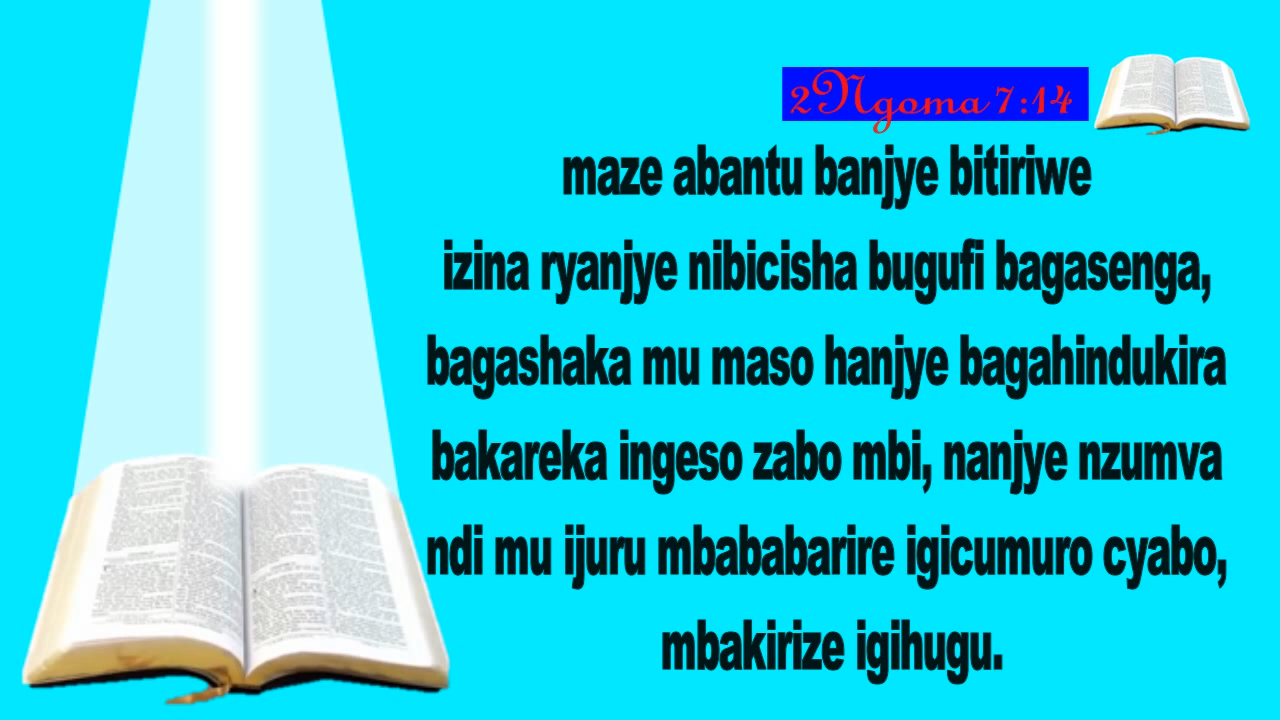 2Ngoma 7:14
maze abantu banjye bitiriwe
izina ryanjye nibicisha bugufi bagasenga,
bagashaka mu maso hanjye bagahindukira
bakareka ingeso zabo mbi, nanjye nzumva
ndi mu ijuru mbababarire igicumuro cyabo,
mbakirize igihugu.